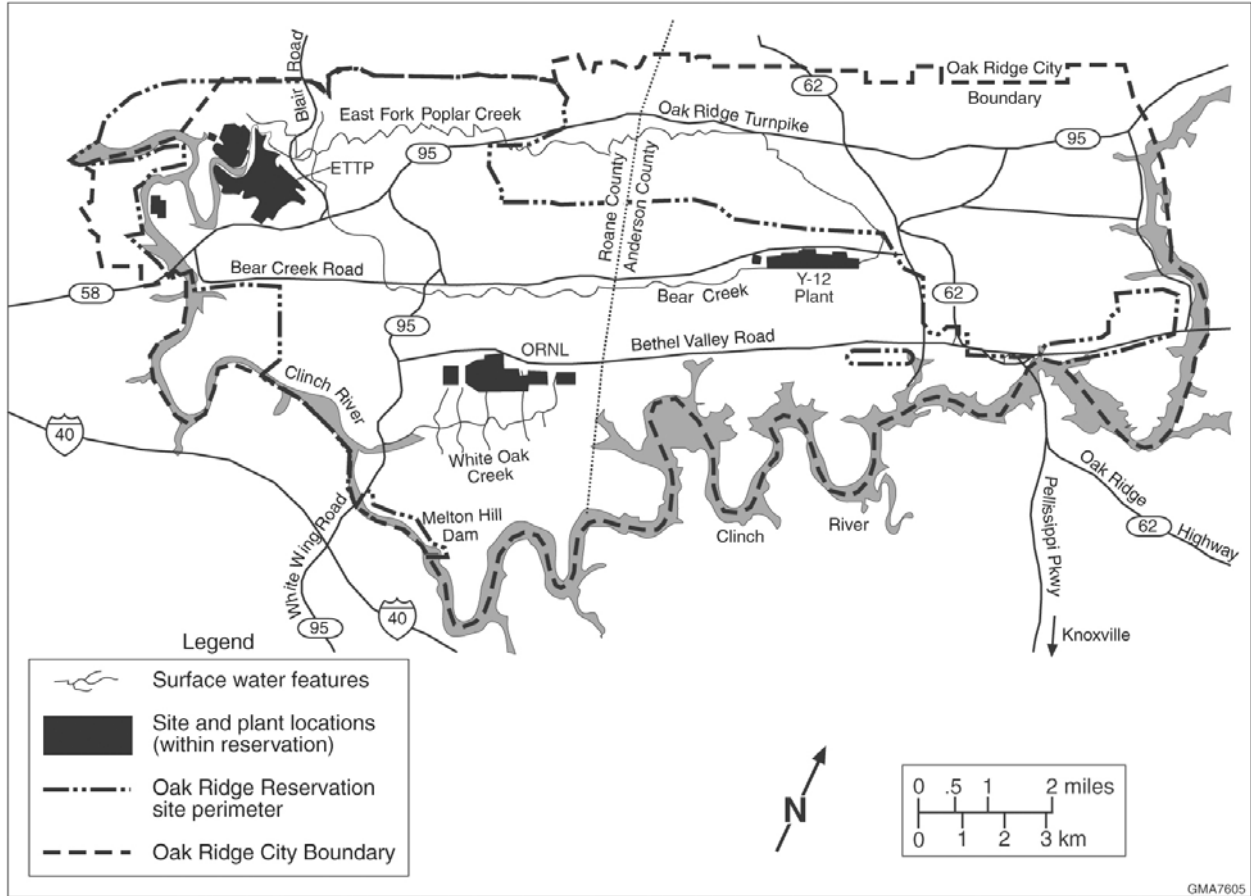 Blair Road
62
Oak Ridge City
Boundary
East Fork Poplar Creek
Oak Ridge Turnpike
95
95
ETTP
Roane County
Anderson County
Bear Creek Road
58
Bear Creek
Y-12
Plant
62
95
ORNL
Bethel Valley Road
Clinch River
40
White Oak
Creek
Oak Ridge
Highway
62
Melton Hill
Dam
Clinch
River
Pellissippi Pkwy
White Wing Road
95
40
Knoxville
Legend
Surface water features
Site and plant locations
(within reservation)
Oak Ridge Reservation
site perimeter
Oak Ridge City Boundary
N
0 .5 1 2 miles
0 1 2 3 km
GMA7605